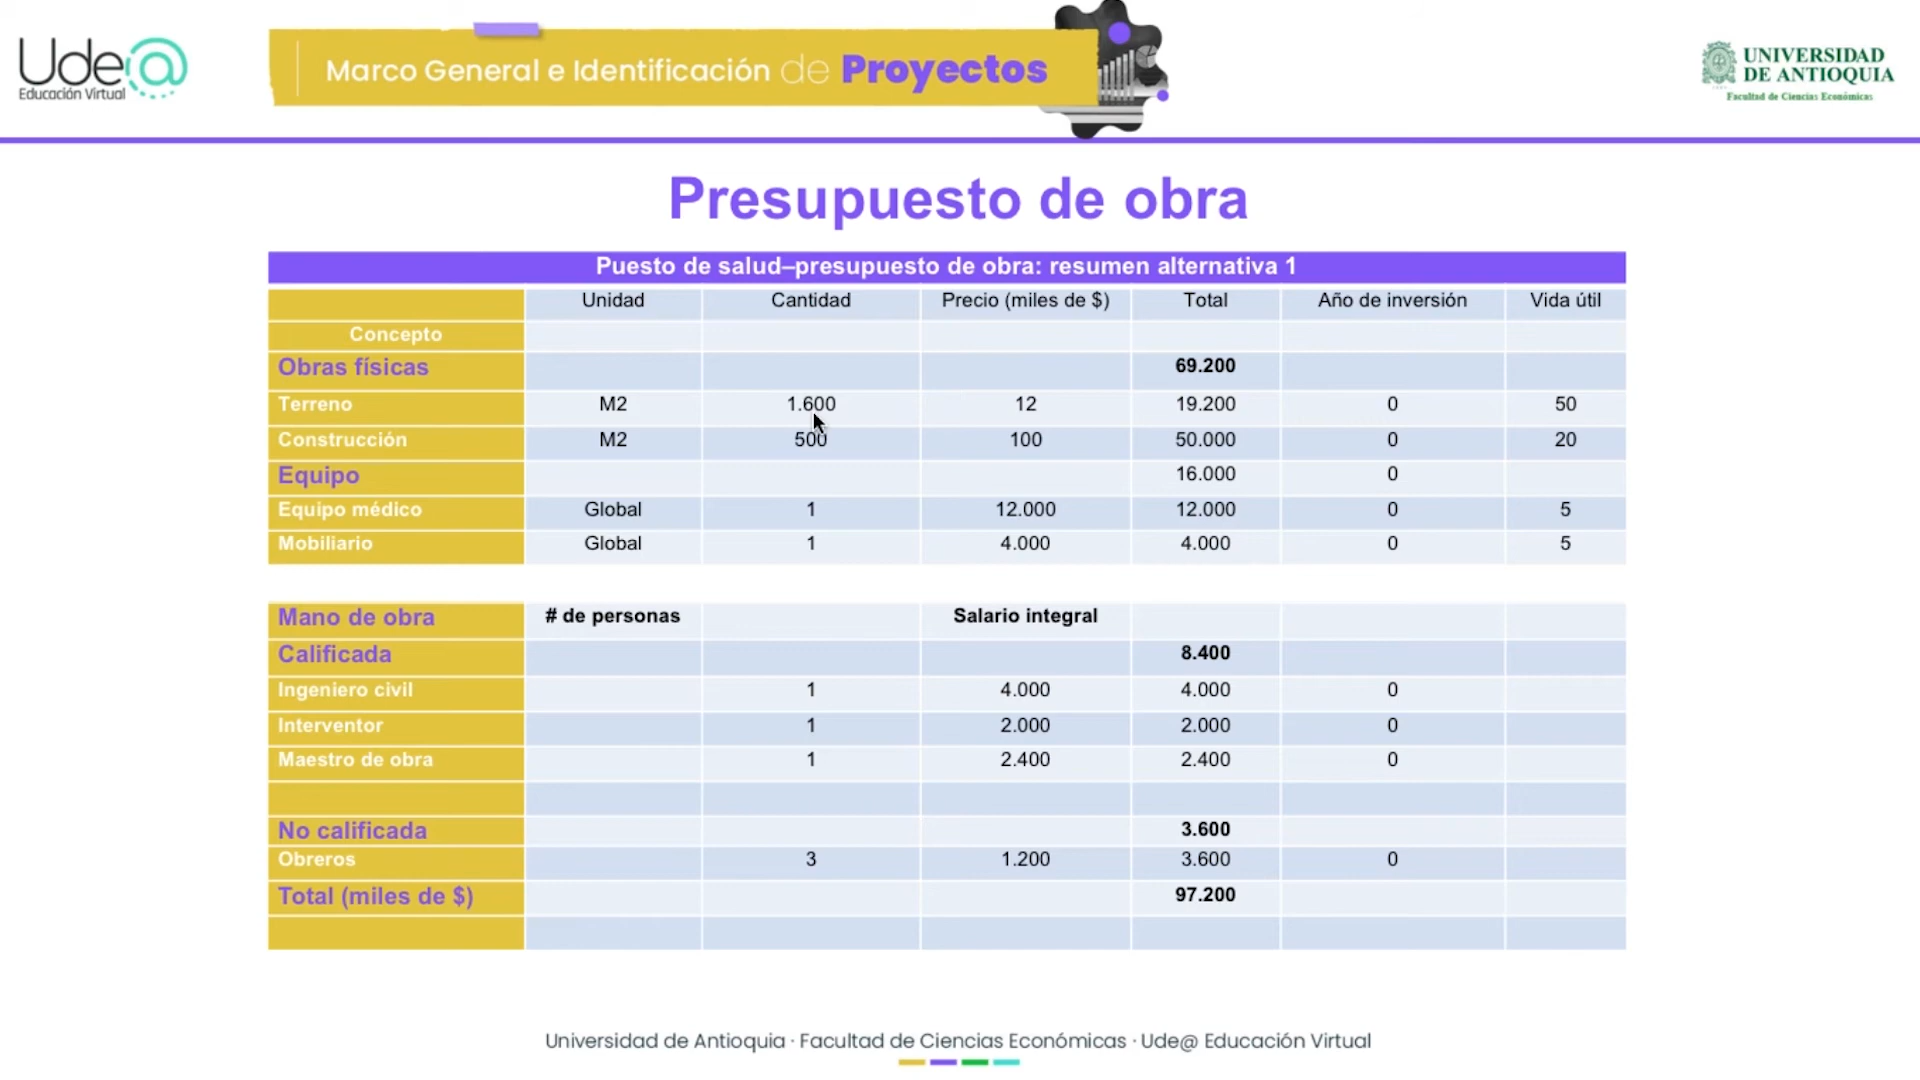 Ude@
Educación Virtual
Marco General e Identificación de Proyectos
UNIVERSIDAD
DE ANTIOQUIA
Facultad de Ciencias Económicas
Presupuesto de obra
Puesto de salud–presupuesto de obra: resumen alternativa 1
Unidad Cantidad Precio (miles de $) Total Año de inversión Vida útil
Concepto
Obras físicas 69.200
Terreno M2 1.600 12 19.200 0 50
Construcción M2 500 100 50.000 0 20
Equipo 16.000 0
Equipo médico Global 1 12.000 12.000 0 5
Mobiliario Global 1 4.000 4.000 0 5
Mano de obra # de personas Salario integral
Calificada 8.400
Ingeniero civil 1 4.000 4.000 0
Interventor 1 2.000 2.000 0
Maestro de obra 1 2.400 2.400 0
No calificada 3.600
Obreros 3 1.200 3.600 0
Total (miles de $) 97.200
Universidad de Antioquia · Facultad de Ciencias Económicas · Ude@ Educación Virtual